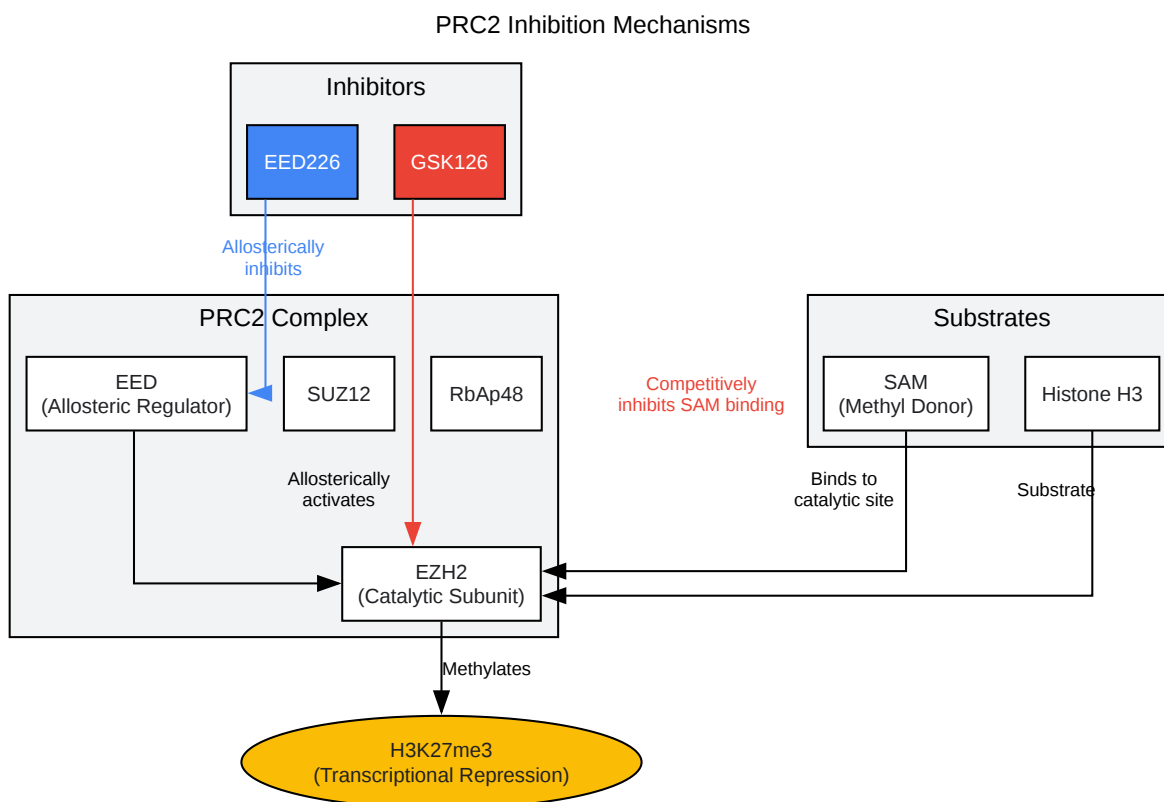 PRC2 Inhibition Mechanisms
Inhibitors
EED226
GSK126
Allosterically
inhibits
PRC2 Complex
EED
(Allosteric Regulator)
SUZ12
RbAp48
Competitively
inhibits SAM binding
Substrates
SAM
(Methyl Donor)
Histone H3
Allosterically
activates
Binds to
catalytic site
Substrate
EZH2
(Catalytic Subunit)
Methylates
H3K27me3
(Transcriptional Repression)